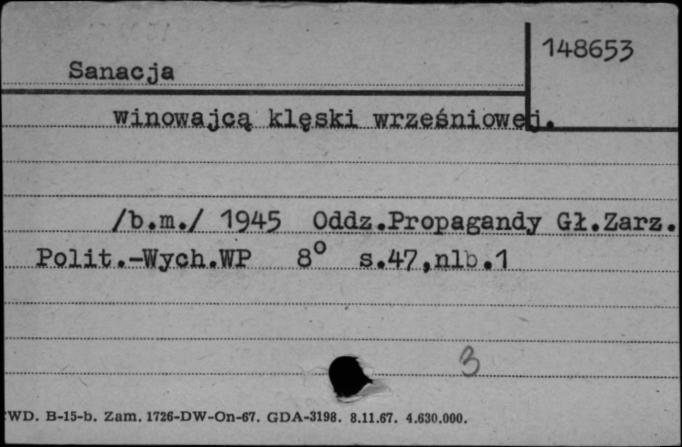 148653
Sanacja
winowajcą klęski wrześniowej.
/b.m./ 1945 Oddz.Propagandy Gł.Zarz.
Polit.-Wych.WP 8° s.47,nlb.1
3
WD. B-15-b. Zam. 1726-DW-On-67. GDA-3198. 8.11.67. 4.630.000.